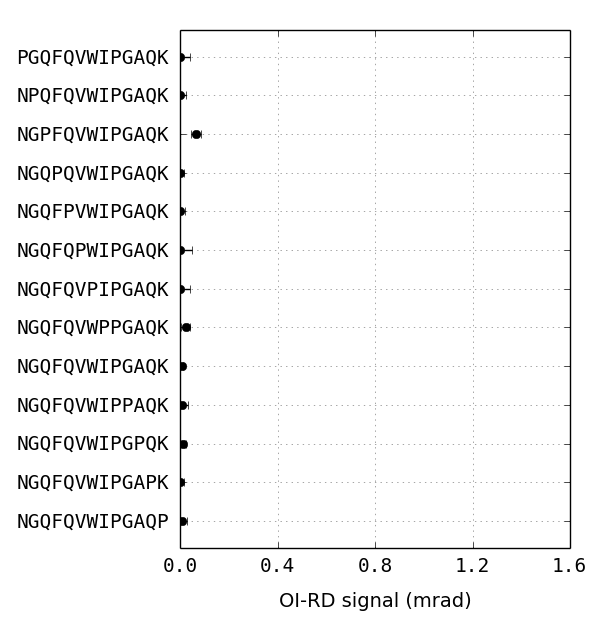 PGQFQVWIPGAQK
NPQFQVWIPGAQK
NGPFQVWIPGAQK
NGQPQVWIPGAQK
NGQFPVWIPGAQK
NGQFQPWIPGAQK
NGQFQVPIPGAQK
NGQFQVWPPGAQK
NGQFQVWIPGAQK
NGQFQVWIPPAQK
NGQFQVWIPGPQK
NGQFQVWIPGAPK
NGQFQVWIPGAQP
0.0 0.4 0.8 1.2 1.6
OI-RD signal (mrad)